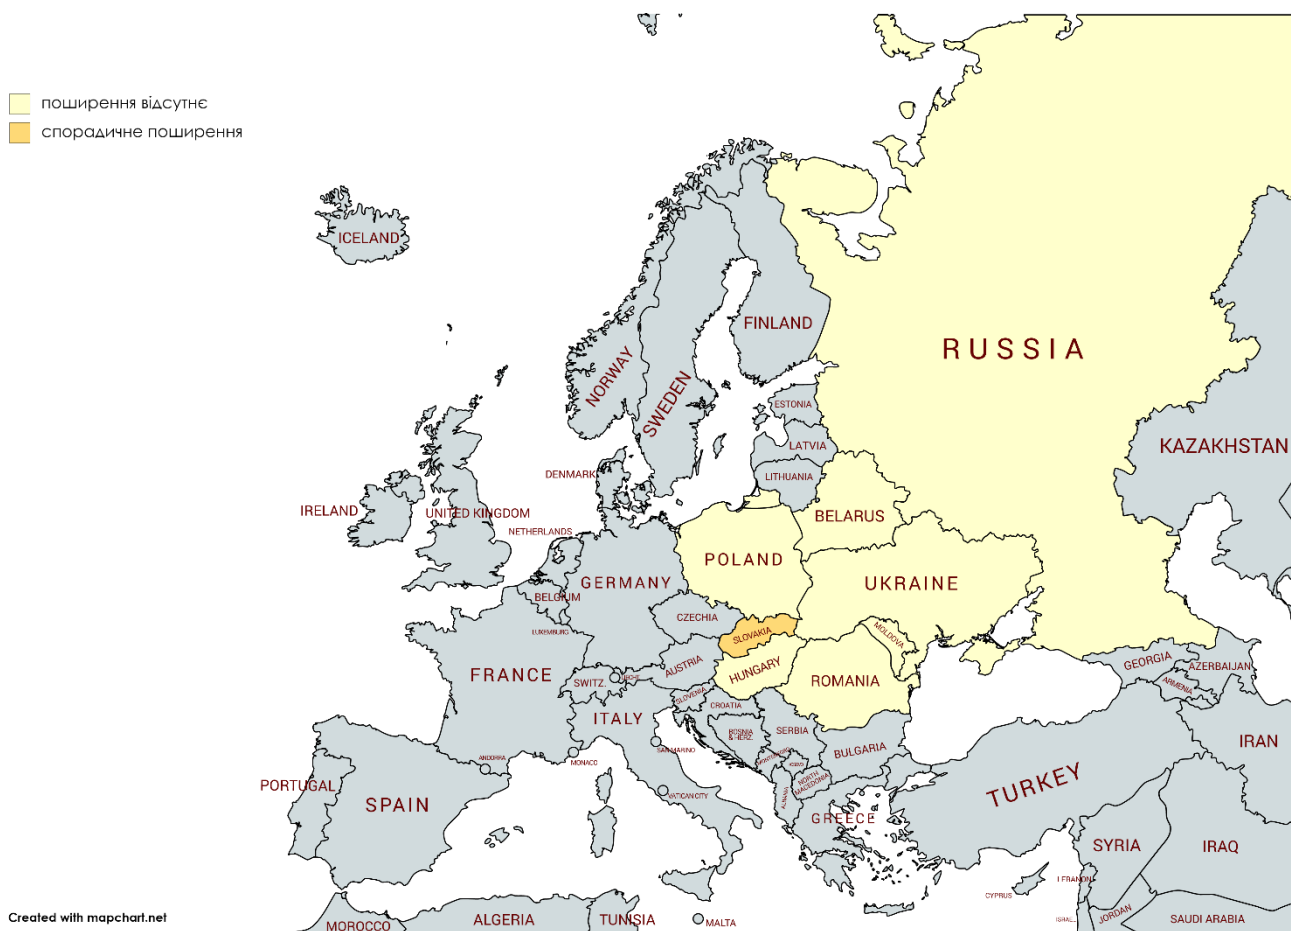 поширення відсутнє
спорадичне поширення
ICELAND
FINLAND
NORWAY
SWEDEN
RUSSIA
ESTONIA
LATVIA
LITHUANIA
KAZAKHSTAN
DENMARK
IRELAND
UNITED KINGDOM
NETHERLANDS
BELARUS
POLAND
GERMANY
UKRAINE
BELGIUM
CZECHIA
LUXEMBURG
SLOVAKIA
MOLDOVA
FRANCE
SWITZ.
AUSTRIA
HUNGARY
ROMANIA
GEORGIA
AZERBAIJAN
ARMENIA
SLOVENIA
CROATIA
ITALY
BOSNIA
& HERZ.
SERBIA
SAN MARINO
MONTENEGRO
BULGARIA
IRAN
ANDORRA
MONACO
NORTH
MACEDONIA
PORTUGAL
SPAIN
VATICAN CITY
ALBANIA
GREECE
TURKEY
SYRIA
IRAQ
CYPRUS
JORDAN
SAUDI ARABIA
Created with mapchart.net
MOROCCO
ALGERIA
TUNISIA
MALTA